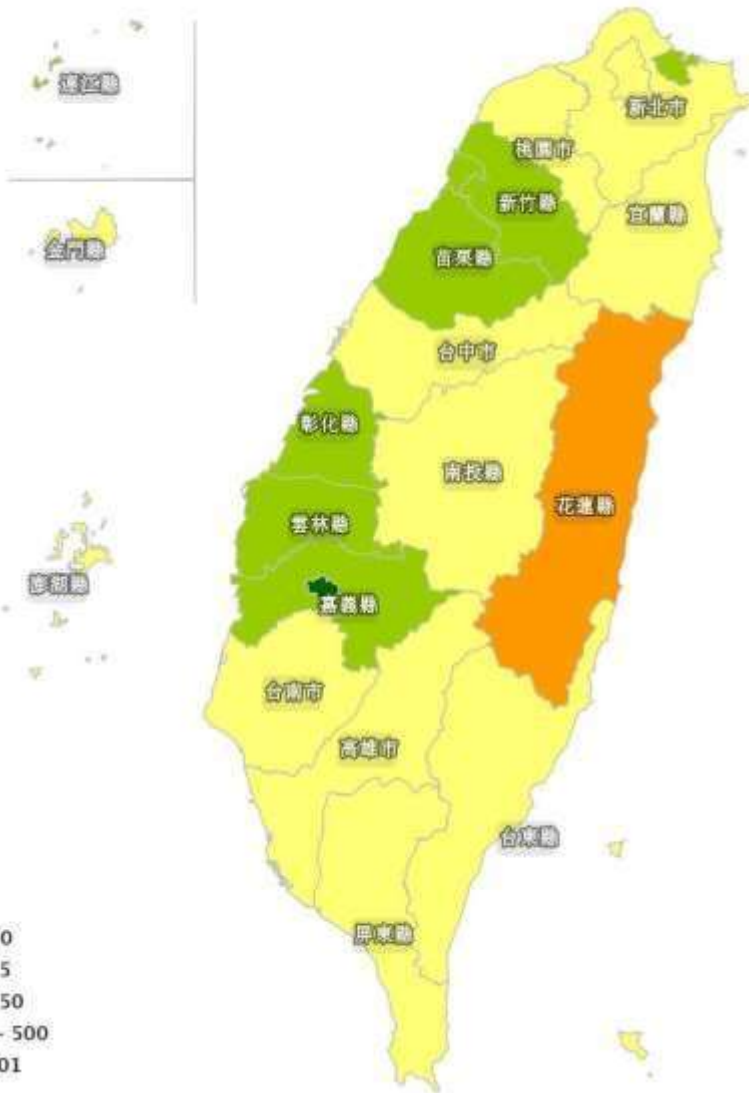 連江縣
金門縣
新北市
桃園市
新竹縣
宜蘭縣
苗栗縣
台中市
彰化縣
南投縣
花蓮縣
雲林縣
澎湖縣
嘉義縣
台南市
高雄市
台東縣
屏東縣
0
5
50
- 500
01